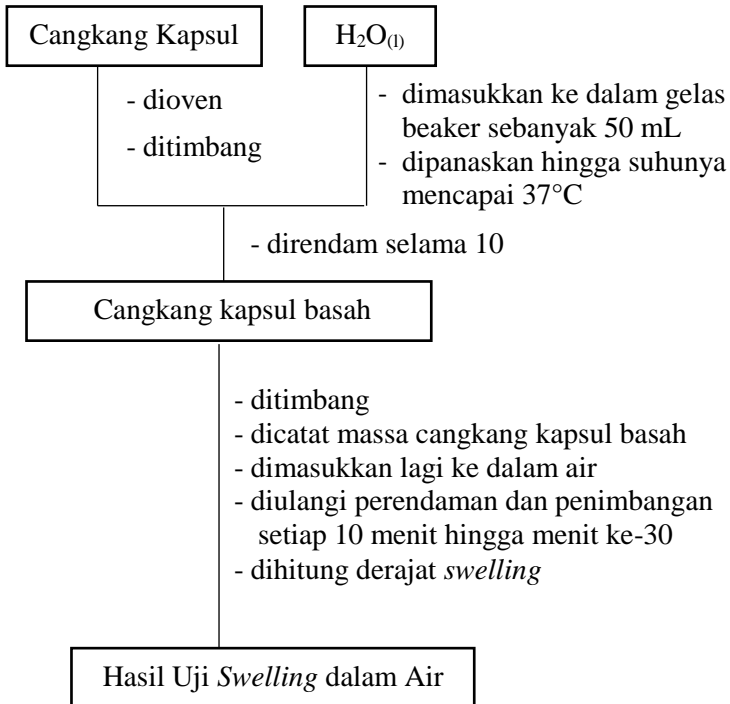 Cangkang Kapsul
H₂O₍ₗ₎
- dioven
- ditimbang
- dimasukkan ke dalam gelas
beaker sebanyak 50 mL
- dipanaskan hingga suhunya
mencapai 37°C
- direndam selama 10
Cangkang kapsul basah
- ditimbang
- dicatat massa cangkang kapsul basah
- dimasukkan lagi ke dalam air
- diulangi perendaman dan penimbangan
setiap 10 menit hingga menit ke-30
- dihitung derajat swelling
Hasil Uji Swelling dalam Air